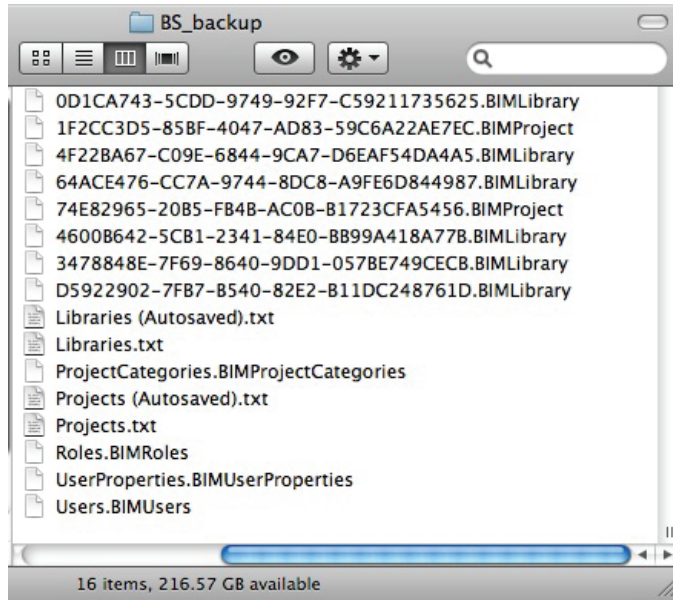 BS_backup
0D1CA743-5CDD-9749-92F7-C59211735625.BIMLibrary
1F2CC3D5-85BF-4047-AD83-59C6A22AE7EC.BIMProject
4F22BA67-C09E-6844-9CA7-D6EAF54DA4A5.BIMLibrary
64ACE476-CC7A-9744-8DC8-A9FE6D844987.BIMLibrary
74E82965-20B5-FB4B-AC0B-B1723CFA5456.BIMProject
4600B642-5CB1-2341-84E0-BB99A418A77B.BIMLibrary
3478848E-7F69-8640-9DD1-057BE749CECB.BIMLibrary
D5922902-7FB7-B540-82E2-B11DC248761D.BIMLibrary
Libraries (Autosaved).txt
Libraries.txt
ProjectCategories.BIMProjectCategories
Projects (Autosaved).txt
Projects.txt
Roles.BIMRoles
UserProperties.BIMUserProperties
Users.BIMUsers
16 items, 216.57 GB available